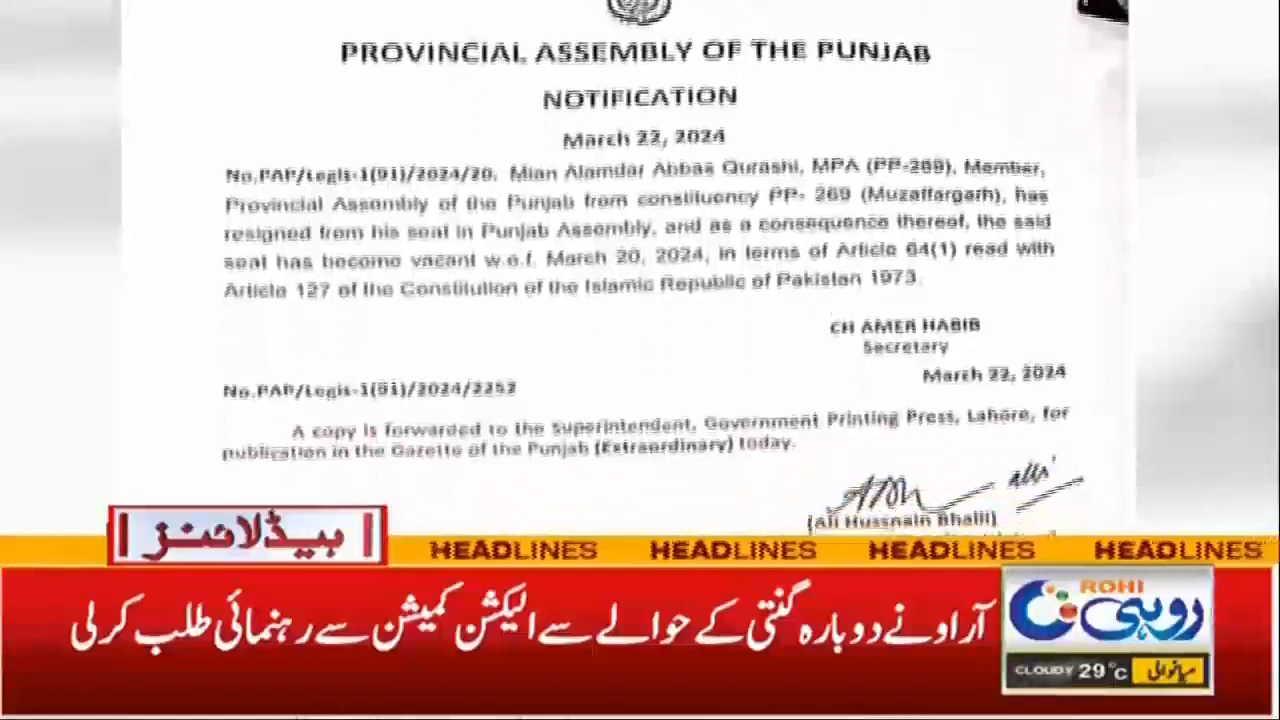 PROVINCIAL ASSEMBLY OF THE PUNJAB
NOTIFICATION
March 22, 2024
No.PAP/Legis-1(91)/2024/20. Mian Alamdar Abbas Qurashi, MPA (PP-269), Member,
Provincial Assembly of the Punjab from constituency PP- 269 (Muzaffargarh), has
resigned from his seat in Punjab Assembly, and as a consequence thereof, the said
seat has become vacant w.e.f. March 20, 2024, in terms of Article 64(1) read with
Article 127 of the Constitution of the Islamic Republic of Pakistan 1973.
CH AMER HABIB
Secretary
March 22, 2024
No.PAP/Legis-1(91)/2024/2252
A copy is forwarded to the Superintendent, Government Printing Press, Lahore, for
publication in the Gazette of the Punjab (Extraordinary) today.
(Ali Hussnain Bhalli)
ہیڈلائنز
HEADLINES HEADLINES HEADLINES HEADLINES
آر او نے دوبارہ گنتی کے حوالے سے الیکشن کمیشن سے رہنمائی طلب کرلی
ROHI
روہی
CLOUDY 29°C میانوالی